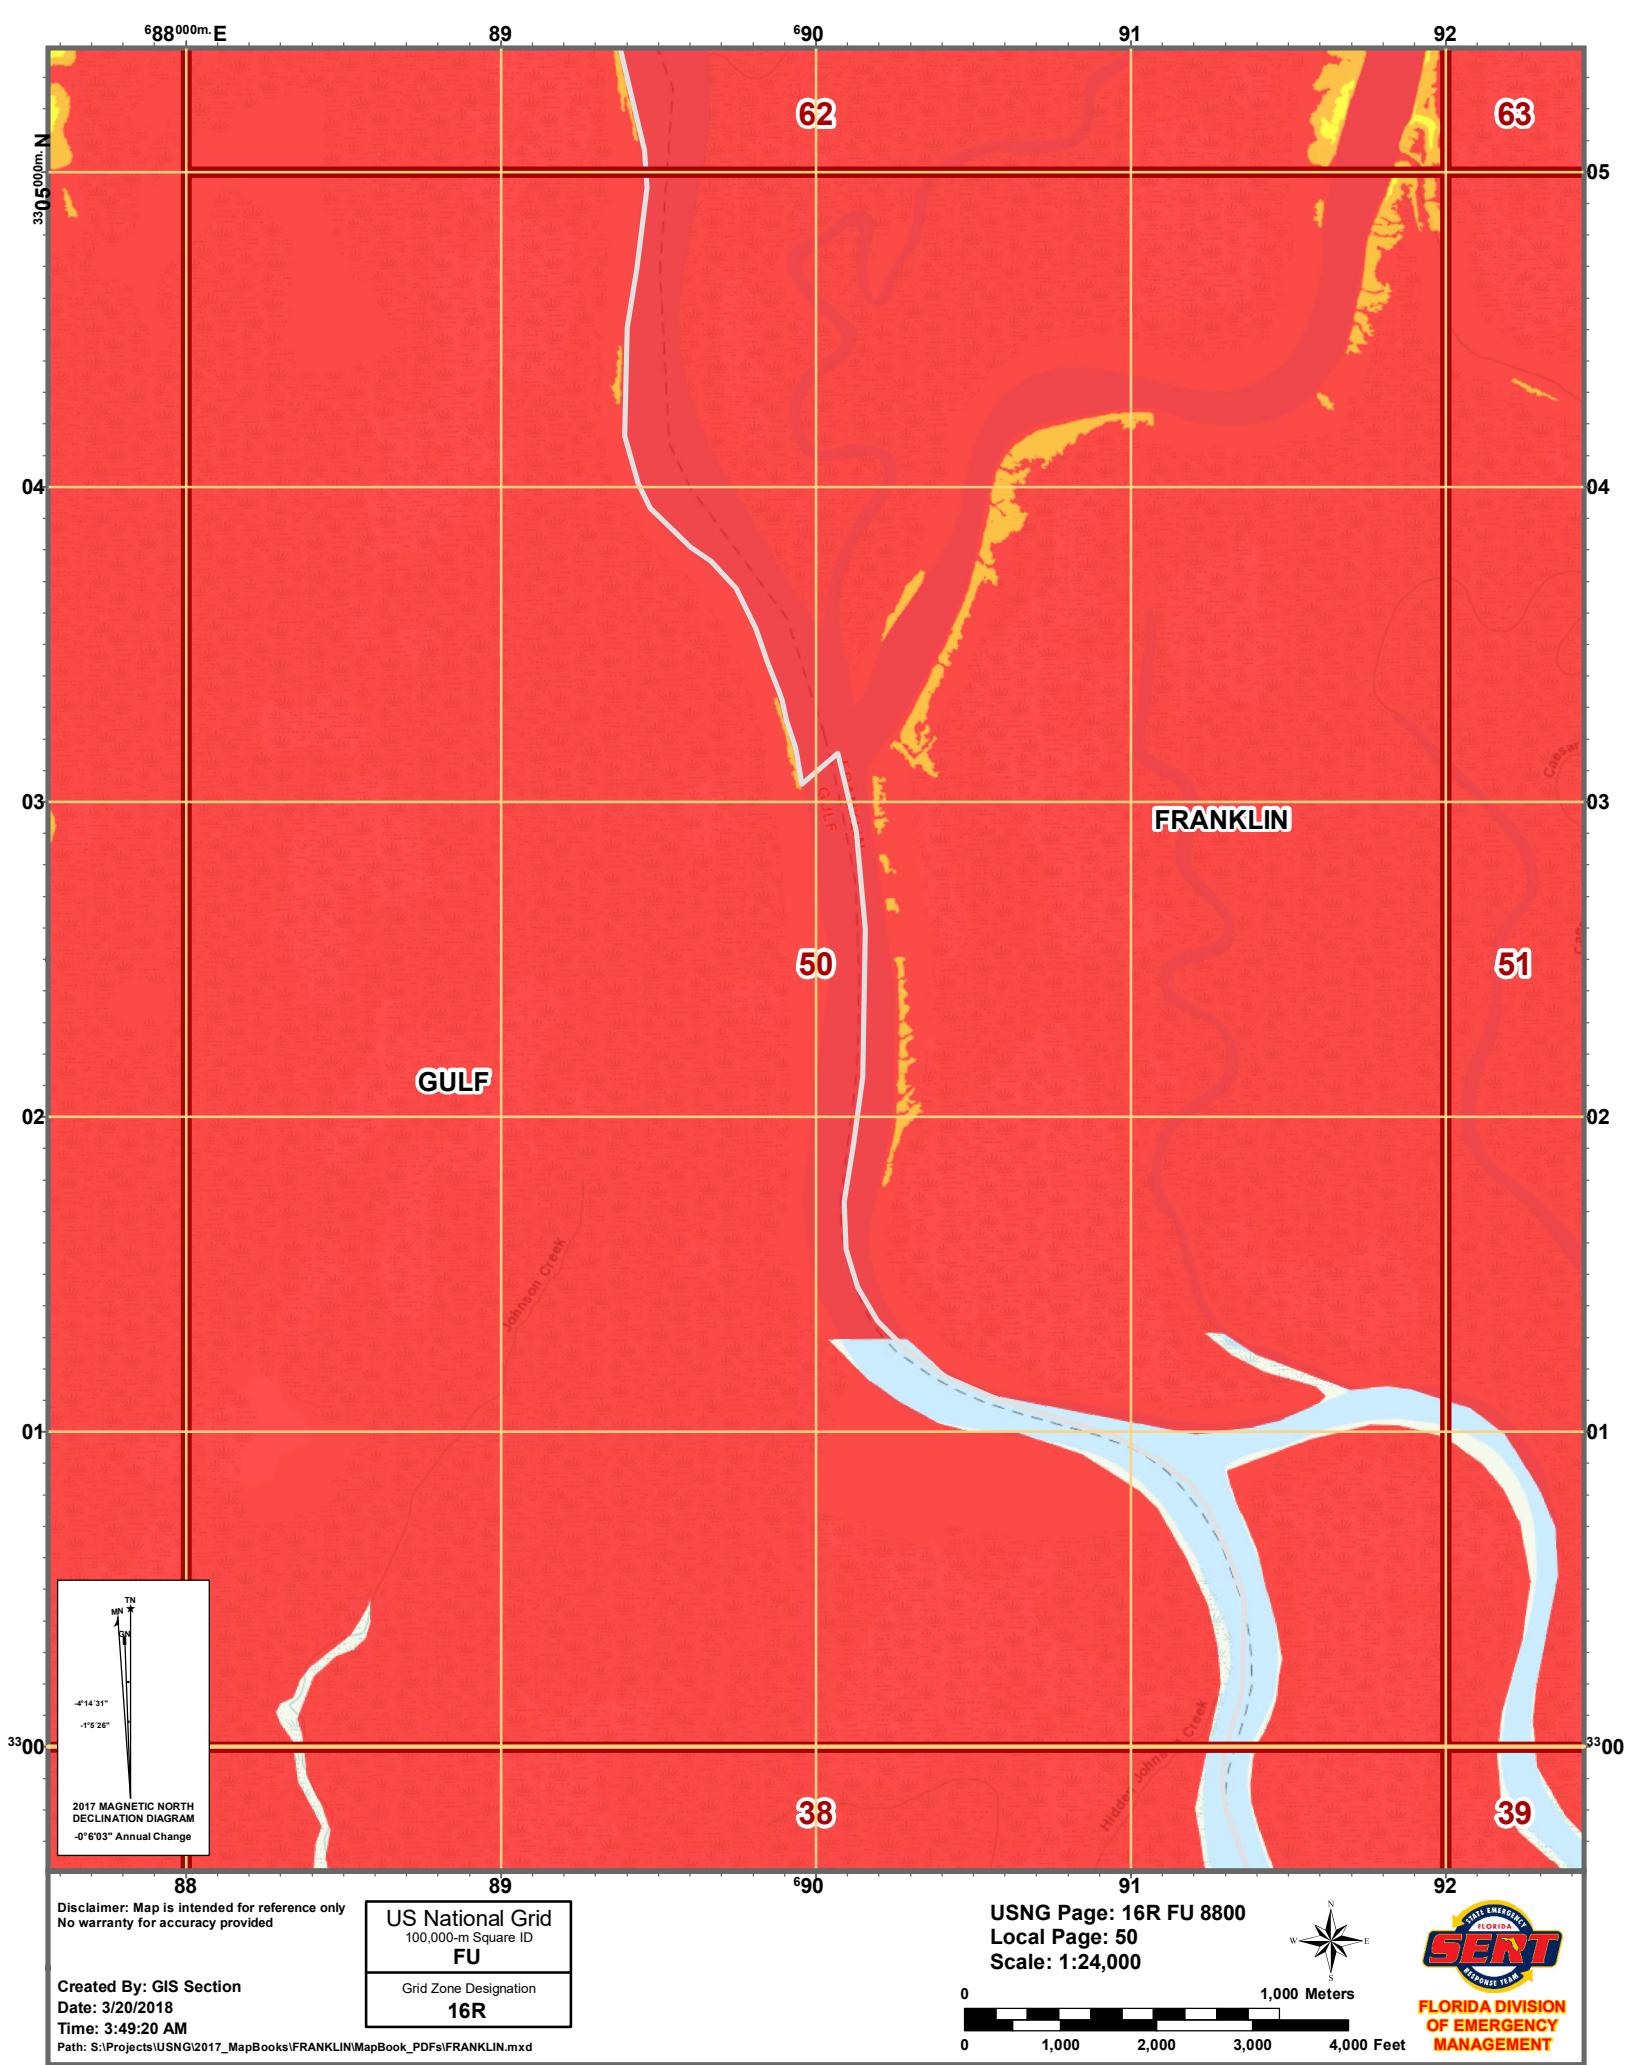 688000m. E
89
690
91
92
62
63
3305000m. N
05
04
04
03
03
FRANKLIN
GULF
50
51
Caesar
GULF
02
02
Johnson Creek
01
01
Hidden Johnson Creek
TN
MN
GN
-4°14'31"
-1°5'26"
2017 MAGNETIC NORTH
DECLINATION DIAGRAM
-0°6'03" Annual Change
3300
3300
38
39
88
89
690
91
92
Disclaimer: Map is intended for reference only
No warranty for accuracy provided
Created By: GIS Section
Date: 3/20/2018
Time: 3:49:20 AM
Path: S:\Projects\USNG\2017_MapBooks\FRANKLIN\MapBook_PDFs\FRANKLIN.mxd
US National Grid
100,000-m Square ID
FU
Grid Zone Designation
16R
USNG Page: 16R FU 8800
Local Page: 50
Scale: 1:24,000
0 1,000 Meters
0 1,000 2,000 3,000 4,000 Feet
N
W E
S
STATE EMERGENCY
FLORIDA
SERT
RESPONSE TEAM
FLORIDA DIVISION
OF EMERGENCY
MANAGEMENT